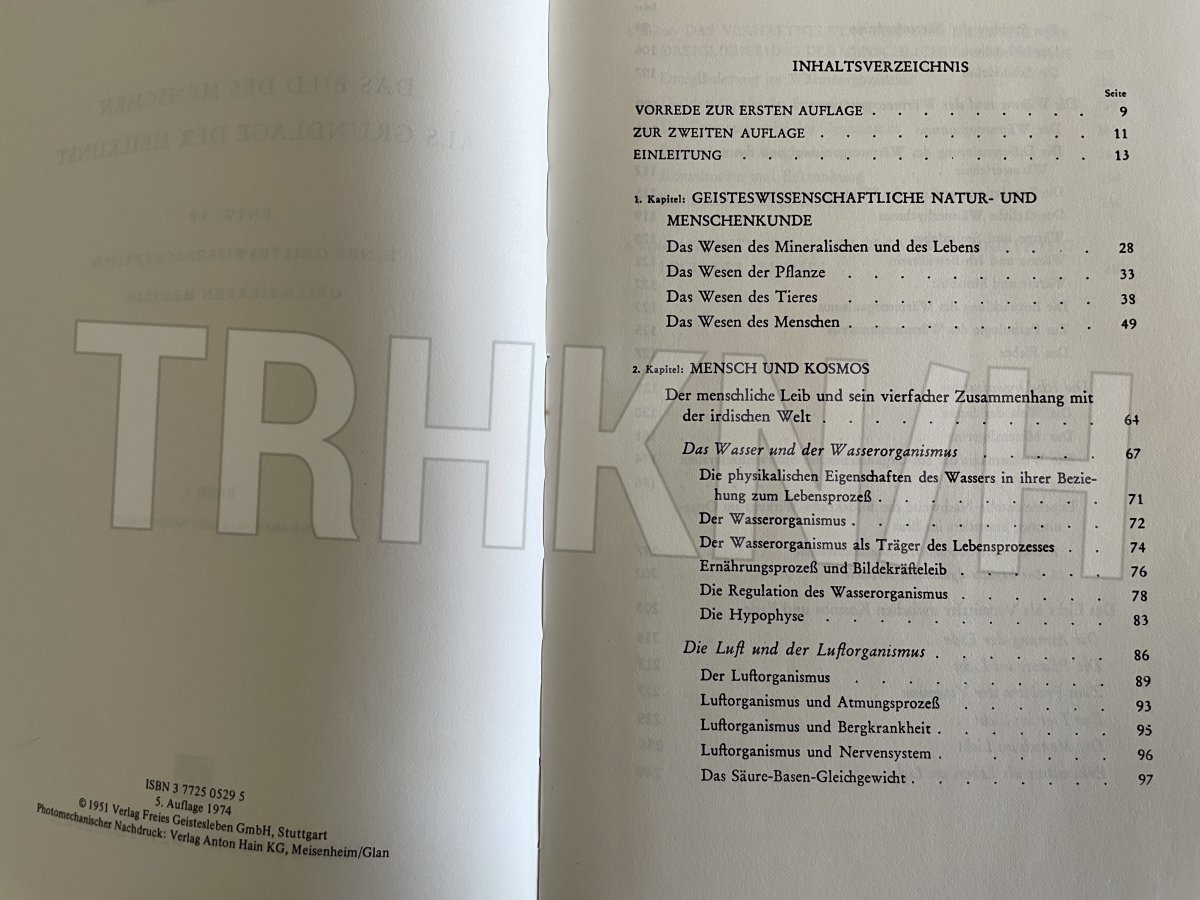 ISBN 3 7725 0529 5
5. Auflage 1974
© 1951 Verlag Freies Geistesleben GmbH, Stuttgart
Photomechanischer Nachdruck: Verlag Anton Hain KG, Meisenheim/Glan
TRHKN/H
INHALTSVERZEICHNIS
Seite
VORREDE ZUR ERSTEN AUFLAGE . . . . . . . . . 9
ZUR ZWEITEN AUFLAGE . . . . . . . . . . . 11
EINLEITUNG . . . . . . . . . . . . . . 13
1. Kapitel: GEISTESWISSENSCHAFTLICHE NATUR- UND
MENSCHENKUNDE
Das Wesen des Mineralischen und des Lebens . . . . 28
Das Wesen der Pflanze . . . . . . . . . . 33
Das Wesen des Tieres . . . . . . . . . . 38
Das Wesen des Menschen . . . . . . . . . 49
2. Kapitel: MENSCH UND KOSMOS
Der menschliche Leib und sein vierfacher Zusammenhang mit
der irdischen Welt . . . . . . . . . . . 64
Das Wasser und der Wasserorganismus . . . . . 67
Die physikalischen Eigenschaften des Wassers in ihrer Bezie-
hung zum Lebensprozeß . . . . . . . . . 71
Der Wasserorganismus . . . . . . . . . . 72
Der Wasserorganismus als Träger des Lebensprozesses . . 74
Ernährungsprozeß und Bildekräfteleib . . . . . . 76
Die Regulation des Wasserorganismus . . . . . . 78
Die Hypophyse . . . . . . . . . . . 83
Die Luft und der Luftorganismus . . . . . . . 86
Der Luftorganismus . . . . . . . . . . 89
Luftorganismus und Atmungsprozeß . . . . . . 93
Luftorganismus und Bergkrankheit . . . . . . . 95
Luftorganismus und Nervensystem . . . . . . . 96
Das Säure-Basen-Gleichgewicht . . . . . . . . 97